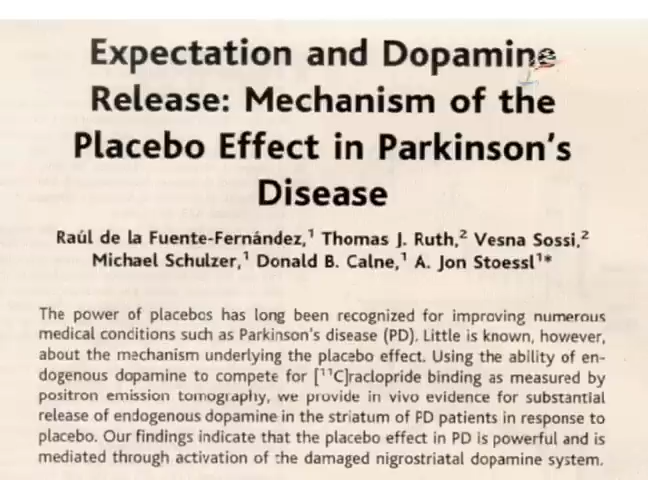 Expectation and Dopamine
Release: Mechanism of the
Placebo Effect in Parkinson's
Disease
Raúl de la Fuente-Fernández,¹ Thomas J. Ruth,² Vesna Sossi,²
Michael Schulzer,¹ Donald B. Calne,¹ A. Jon Stoessl¹*
The power of placebos has long been recognized for improving numerous
medical conditions such as Parkinson's disease (PD). Little is known, however,
about the mechanism underlying the placebo effect. Using the ability of en-
dogenous dopamine to compete for [¹¹C]raclopride binding as measured by
positron emission tomography, we provide in vivo evidence for substantial
release of endogenous dopamine in the striatum of PD patients in response to
placebo. Our findings indicate that the placebo effect in PD is powerful and is
mediated through activation of the damaged nigrostriatal dopamine system.